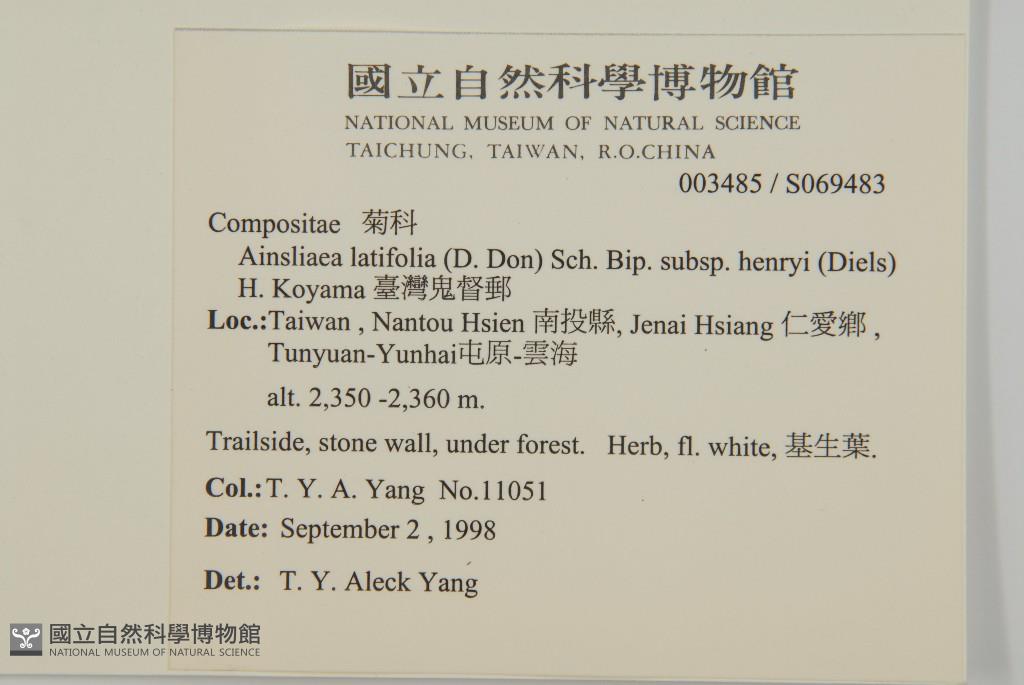 國立自然科學博物館
NATIONAL MUSEUM OF NATURAL SCIENCE
TAICHUNG, TAIWAN, R.O.CHINA
003485 / S069483
Compositae 菊科
Ainsliaea latifolia (D. Don) Sch. Bip. subsp. henryi (Diels)
H. Koyama 臺灣鬼督郵
Loc.:Taiwan , Nantou Hsien 南投縣, Jenai Hsiang 仁愛鄉 ,
Tunyuan-Yunhai屯原-雲海
alt. 2,350 -2,360 m.
Trailside, stone wall, under forest. Herb, fl. white, 基生葉.
Col.:T. Y. A. Yang No.11051
Date: September 2 , 1998
Det.: T. Y. Aleck Yang
國立自然科學博物館
NATIONAL MUSEUM OF NATURAL SCIENCE